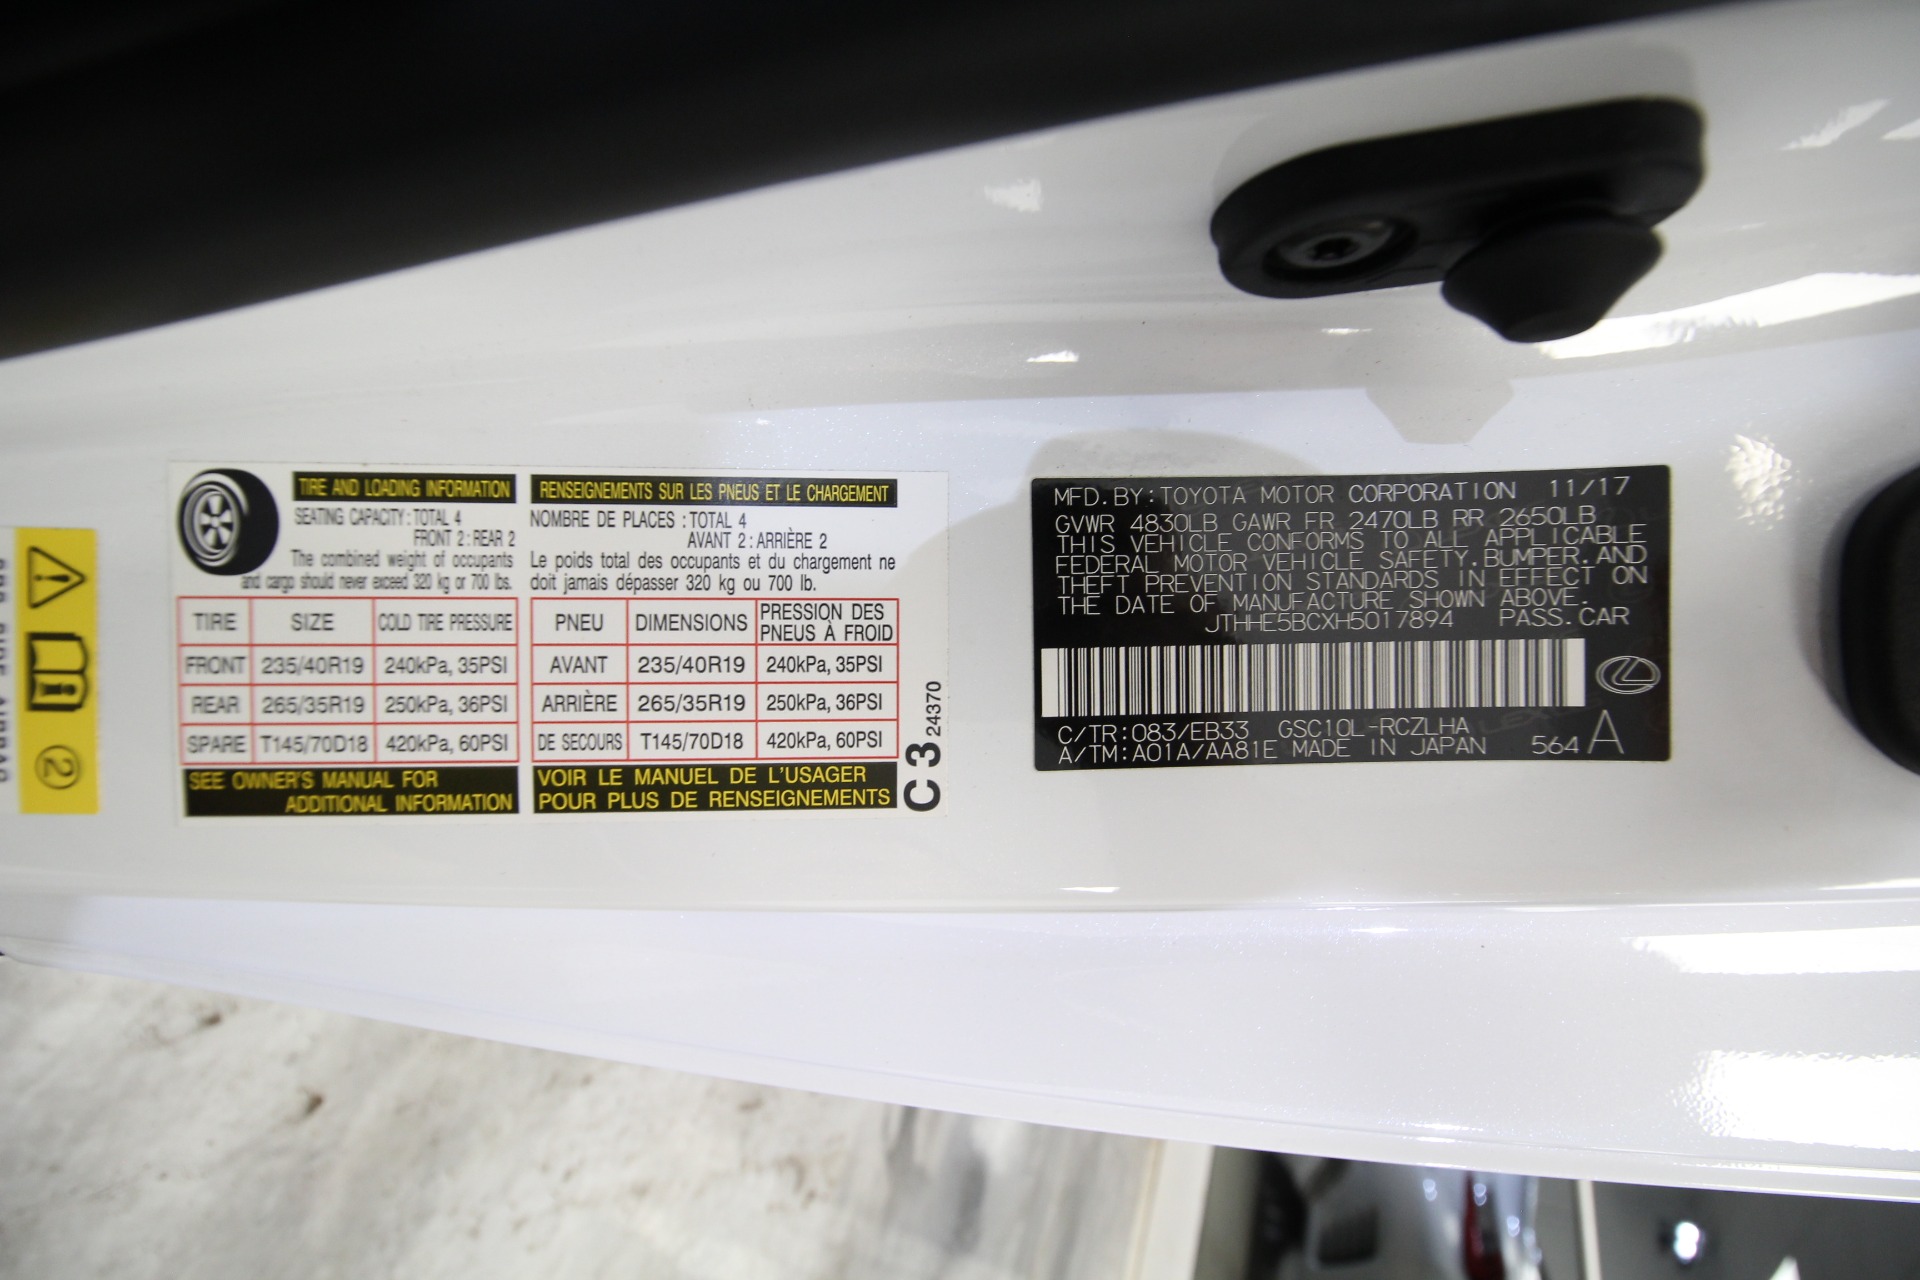 TIRE AND LOADING INFORMATION
SEATING CAPACITY : TOTAL 4
FRONT 2 : REAR 2
The combined weight of occupants
and cargo should never exceed 320 kg or 700 lbs.
TIRE SIZE COLD TIRE PRESSURE
FRONT 235/40R19 240kPa, 35PSI
REAR 265/35R19 250kPa, 36PSI
SPARE T145/70D18 420kPa, 60PSI
SEE OWNER'S MANUAL FOR
ADDITIONAL INFORMATION
RENSEIGNEMENTS SUR LES PNEUS ET LE CHARGEMENT
NOMBRE DE PLACES : TOTAL 4
AVANT 2 : ARRIÈRE 2
Le poids total des occupants et du chargement ne
doit jamais dépasser 320 kg ou 700 lb.
PNEU DIMENSIONS PRESSION DES
PNEUS À FROID
AVANT 235/40R19 240kPa, 35PSI
ARRIÈRE 265/35R19 250kPa, 36PSI
DE SECOURS T145/70D18 420kPa, 60PSI
VOIR LE MANUEL DE L'USAGER
POUR PLUS DE RENSEIGNEMENTS
C3 24370
MFD. BY: TOYOTA MOTOR CORPORATION 11/17
GVWR 4830LB GAWR FR 2470LB RR 2650LB
THIS VEHICLE CONFORMS TO ALL APPLICABLE
FEDERAL MOTOR VEHICLE SAFETY, BUMPER, AND
THEFT PREVENTION STANDARDS IN EFFECT ON
THE DATE OF MANUFACTURE SHOWN ABOVE.
JTHHE5BCXH5017894 PASS. CAR
C/TR: 083/EB33 GSC10L-RCZLHA
A/TM: A01A/AA81E MADE IN JAPAN 564 A
2